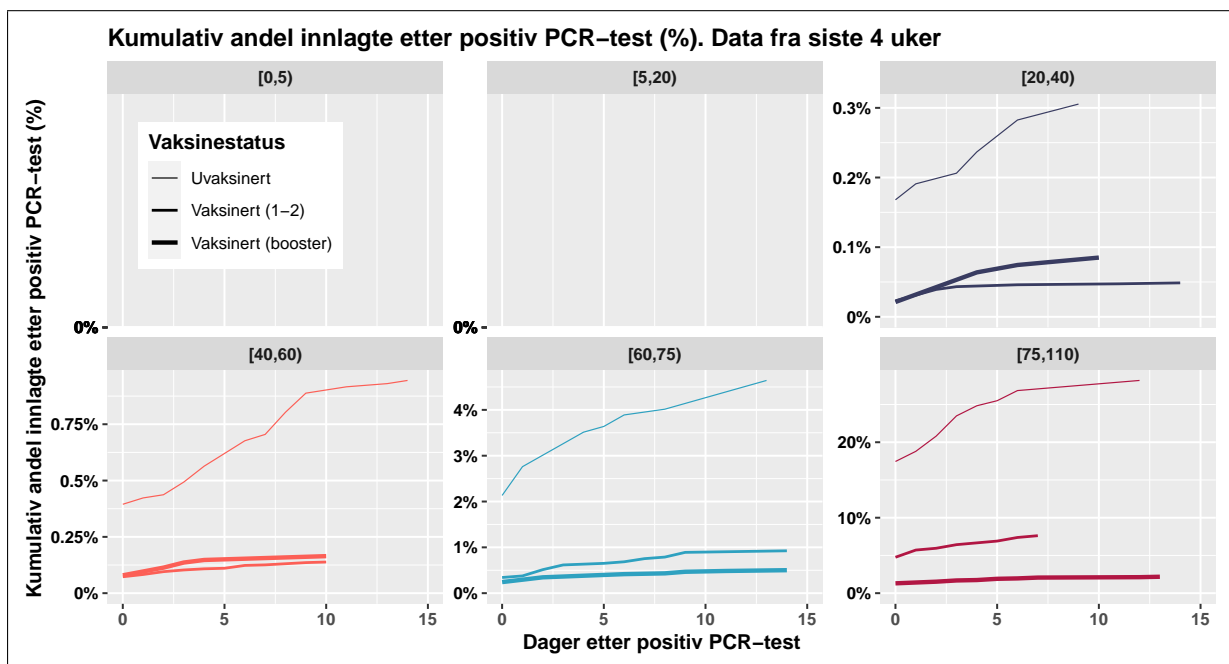 Kumulativ andel innlagte etter positiv PCR−test (%). Data fra siste 4 uker
Kumulativ andel innlagte etter positiv PCR−test (%)
[0,5)
[5,20)
[20,40)
Vaksinestatus
Uvaksinert
Vaksinert (1−2)
Vaksinert (booster)
0%
0%
0.3%
0.2%
0.1%
0%
[40,60)
[60,75)
[75,110)
0.75%
0.5%
0.25%
0%
4%
3%
2%
1%
0%
20%
10%
0%
0 5 10 15
0 5 10 15
0 5 10 15
Dager etter positiv PCR−test